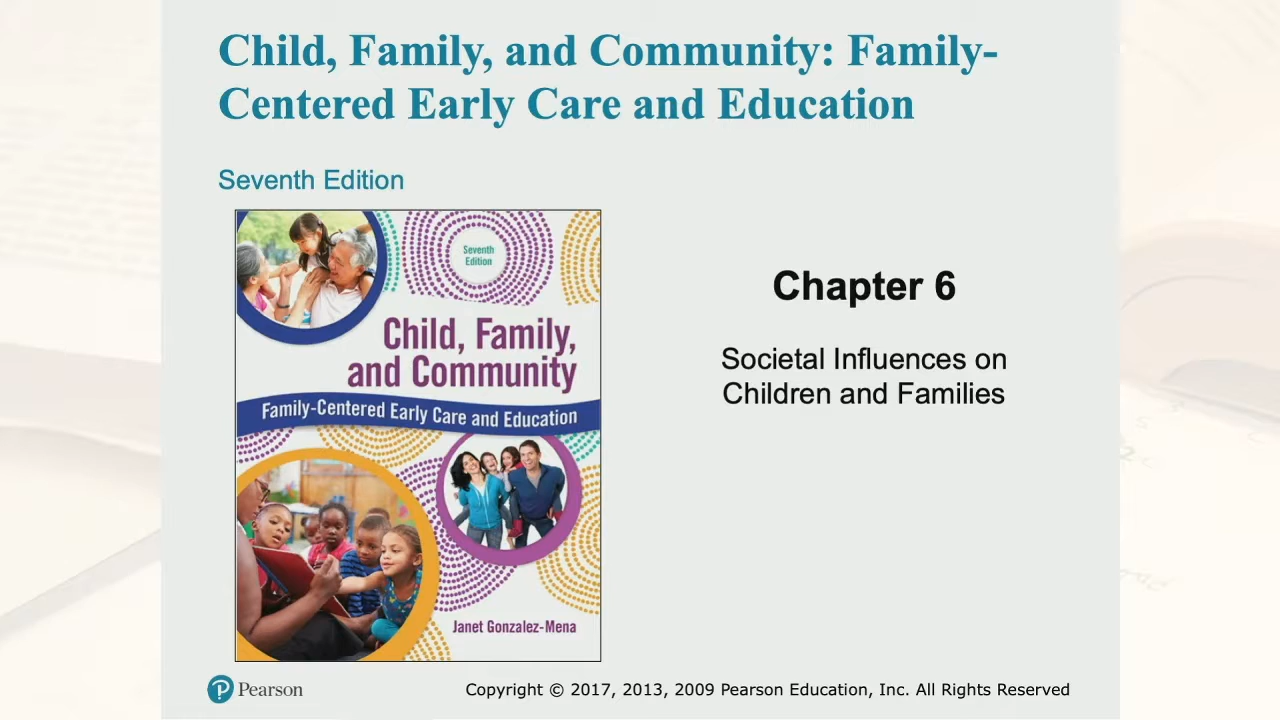 Child, Family, and Community: Family-
Centered Early Care and Education
Seventh Edition
Seventh
Edition
Child, Family,
and Community
Family-Centered Early Care and Education
Janet Gonzalez-Mena
Chapter 6
Societal Influences on
Children and Families
P Pearson
Copyright © 2017, 2013, 2009 Pearson Education, Inc. All Rights Reserved